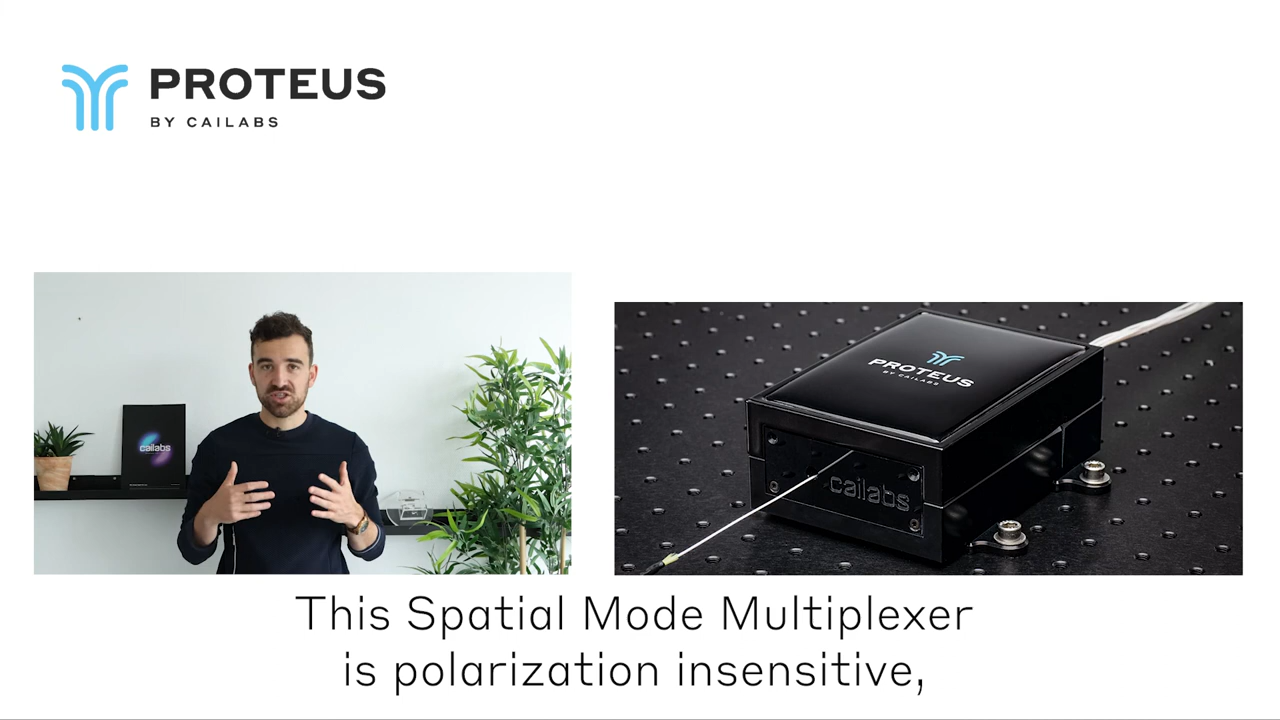 PROTEUS
BY CAILABS
cailabs
PROTEUS
BY CAILABS
cailabs
This Spatial Mode Multiplexer
is polarization insensitive,